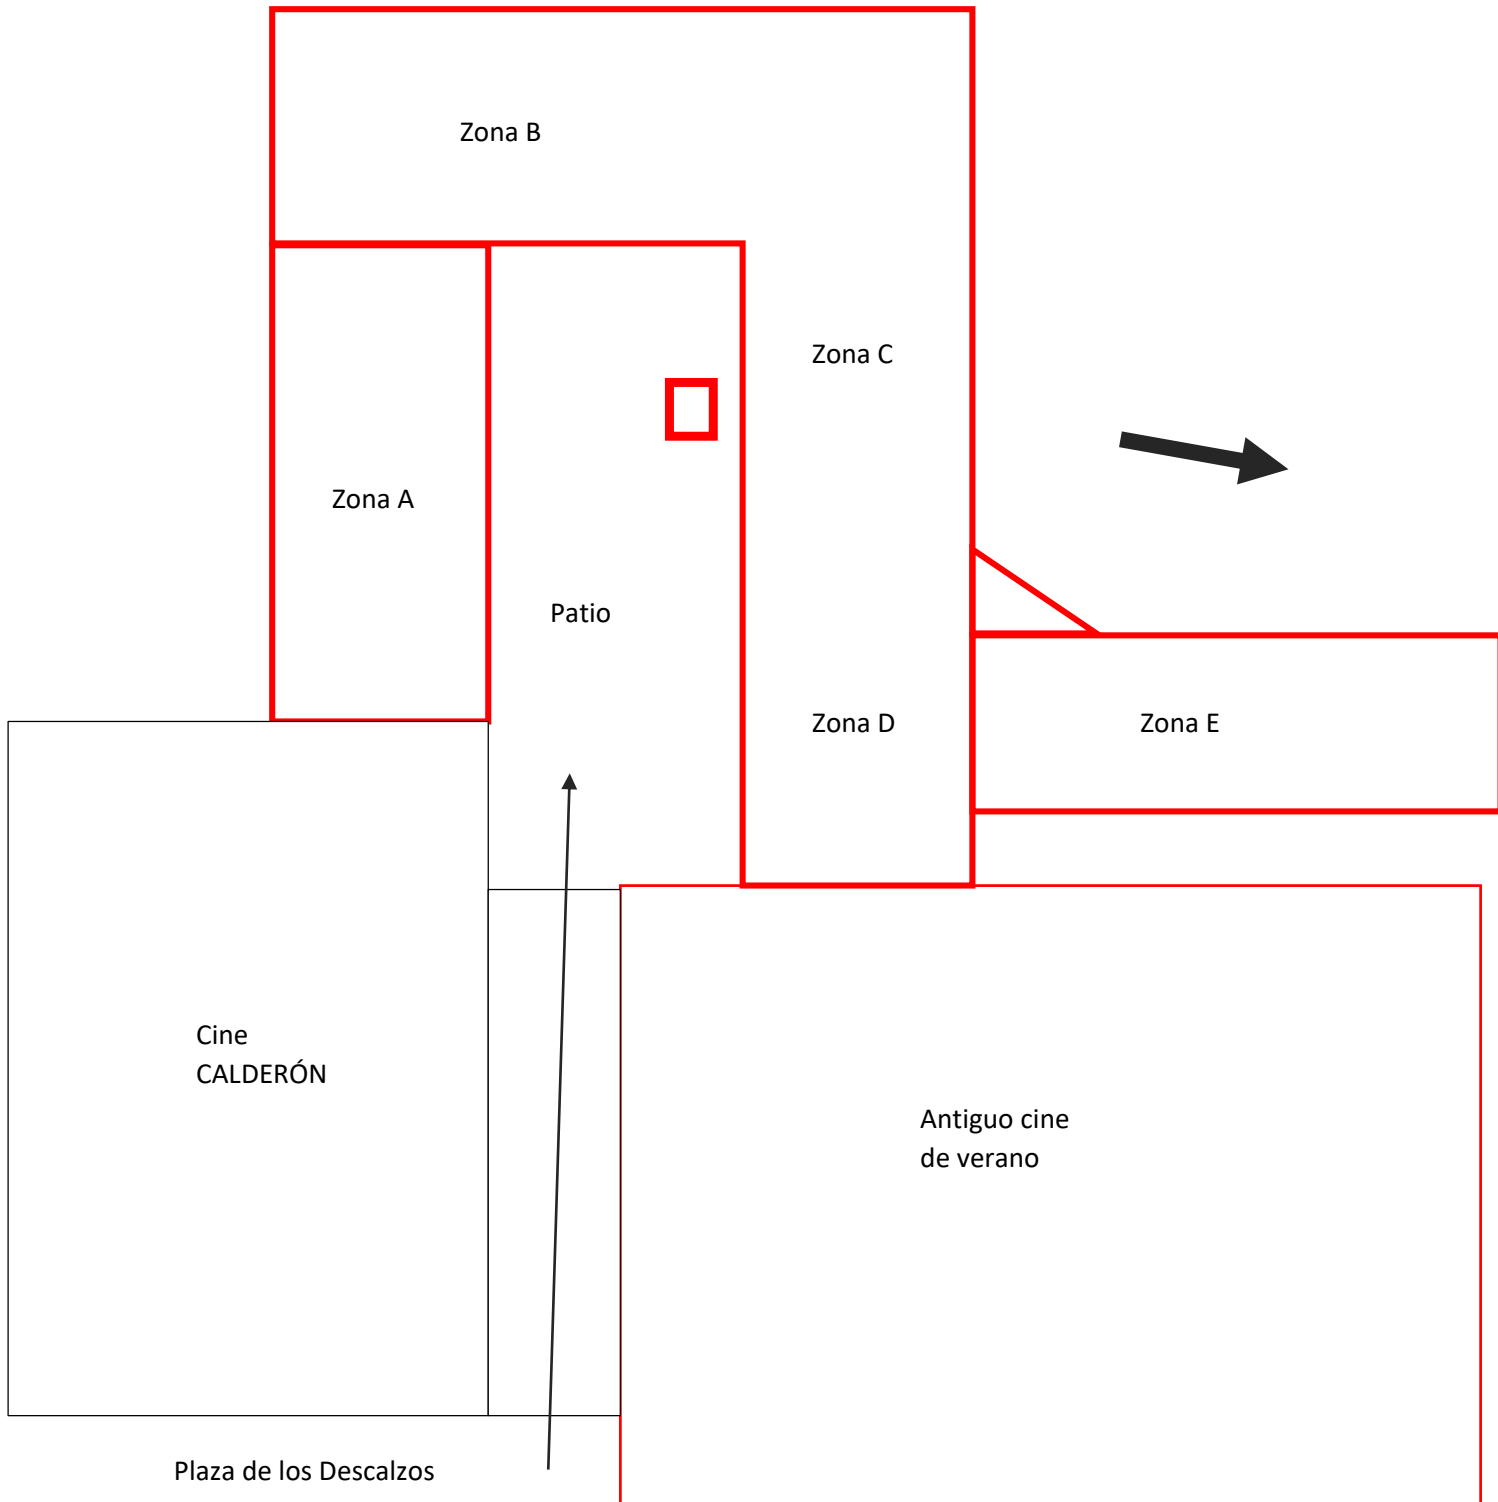 Zona B
Zona C
Zona A
Patio
Zona D
Zona E
Cine
CALDERÓN
Antiguo cine
de verano
Plaza de los Descalzos